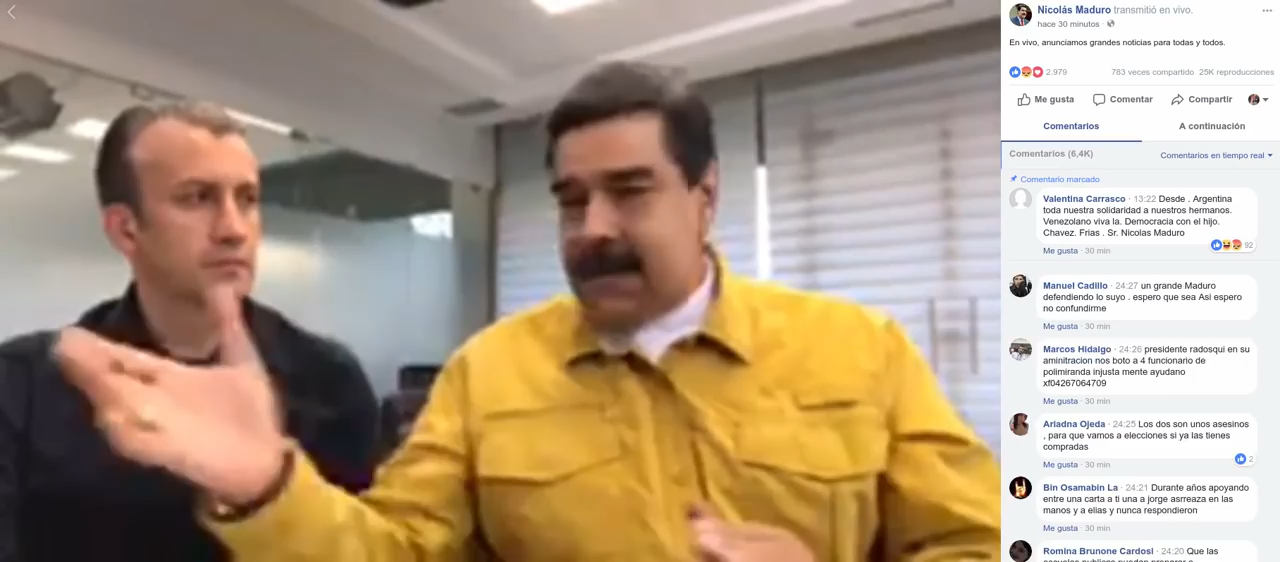 Nicolás Maduro transmitió en vivo.
hace 30 minutos ·
En vivo, anunciamos grandes noticias para todas y todos.
2.979 783 veces compartido 25K reproducciones
Me gusta Comentar Compartir
Comentarios A continuación
Comentarios (6,4K) Comentarios en tiempo real
Comentario marcado
Valentina Carrasco · 13:22 Desde . Argentina
toda nuestra solidaridad a nuestros hermanos.
Venezolano viva la. Democracia con el hijo.
Chavez. Frias . Sr. Nicolas Maduro
92
Me gusta · 30 min
Manuel Cadillo · 24:27 un grande Maduro
defendiendo lo suyo . espero que sea Asi espero
no confundirme
Me gusta · 30 min
Marcos Hidalgo · 24:26 presidente radosqui en su
aminitracion nos boto a 4 funcionario de
polimiranda injusta mente ayudano
xf04267064709
Me gusta · 30 min
Ariadna Ojeda · 24:25 Los dos son unos asesinos
, para que vamos a elecciones si ya las tienes
compradas
2
Me gusta · 30 min
Bin Osamabin La · 24:21 Durante años apoyando
entre una carta a ti una a jorge asrreaza en las
manos y a elias y nunca respondieron
Me gusta · 30 min
Romina Brunone Cardosi · 24:20 Que las